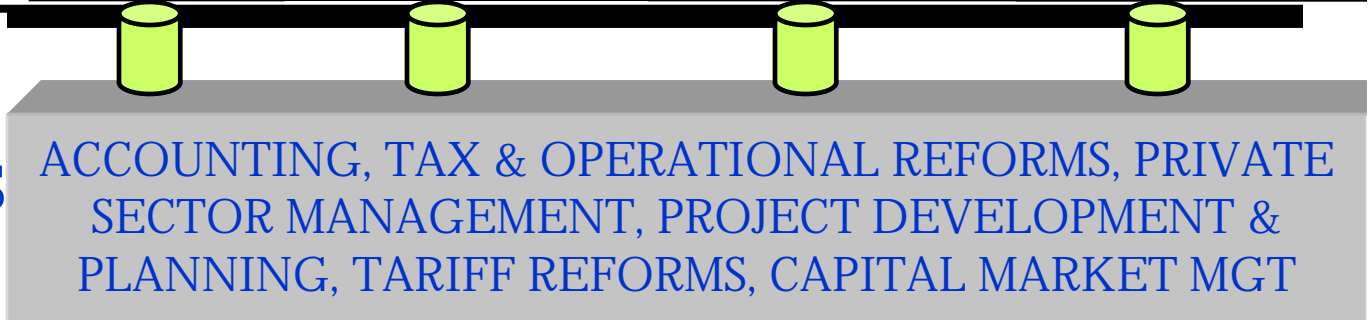 ACCOUNTING, TAX & OPERATIONAL REFORMS, PRIVATE
SECTOR MANAGEMENT, PROJECT DEVELOPMENT &
PLANNING, TARIFF REFORMS, CAPITAL MARKET MGT